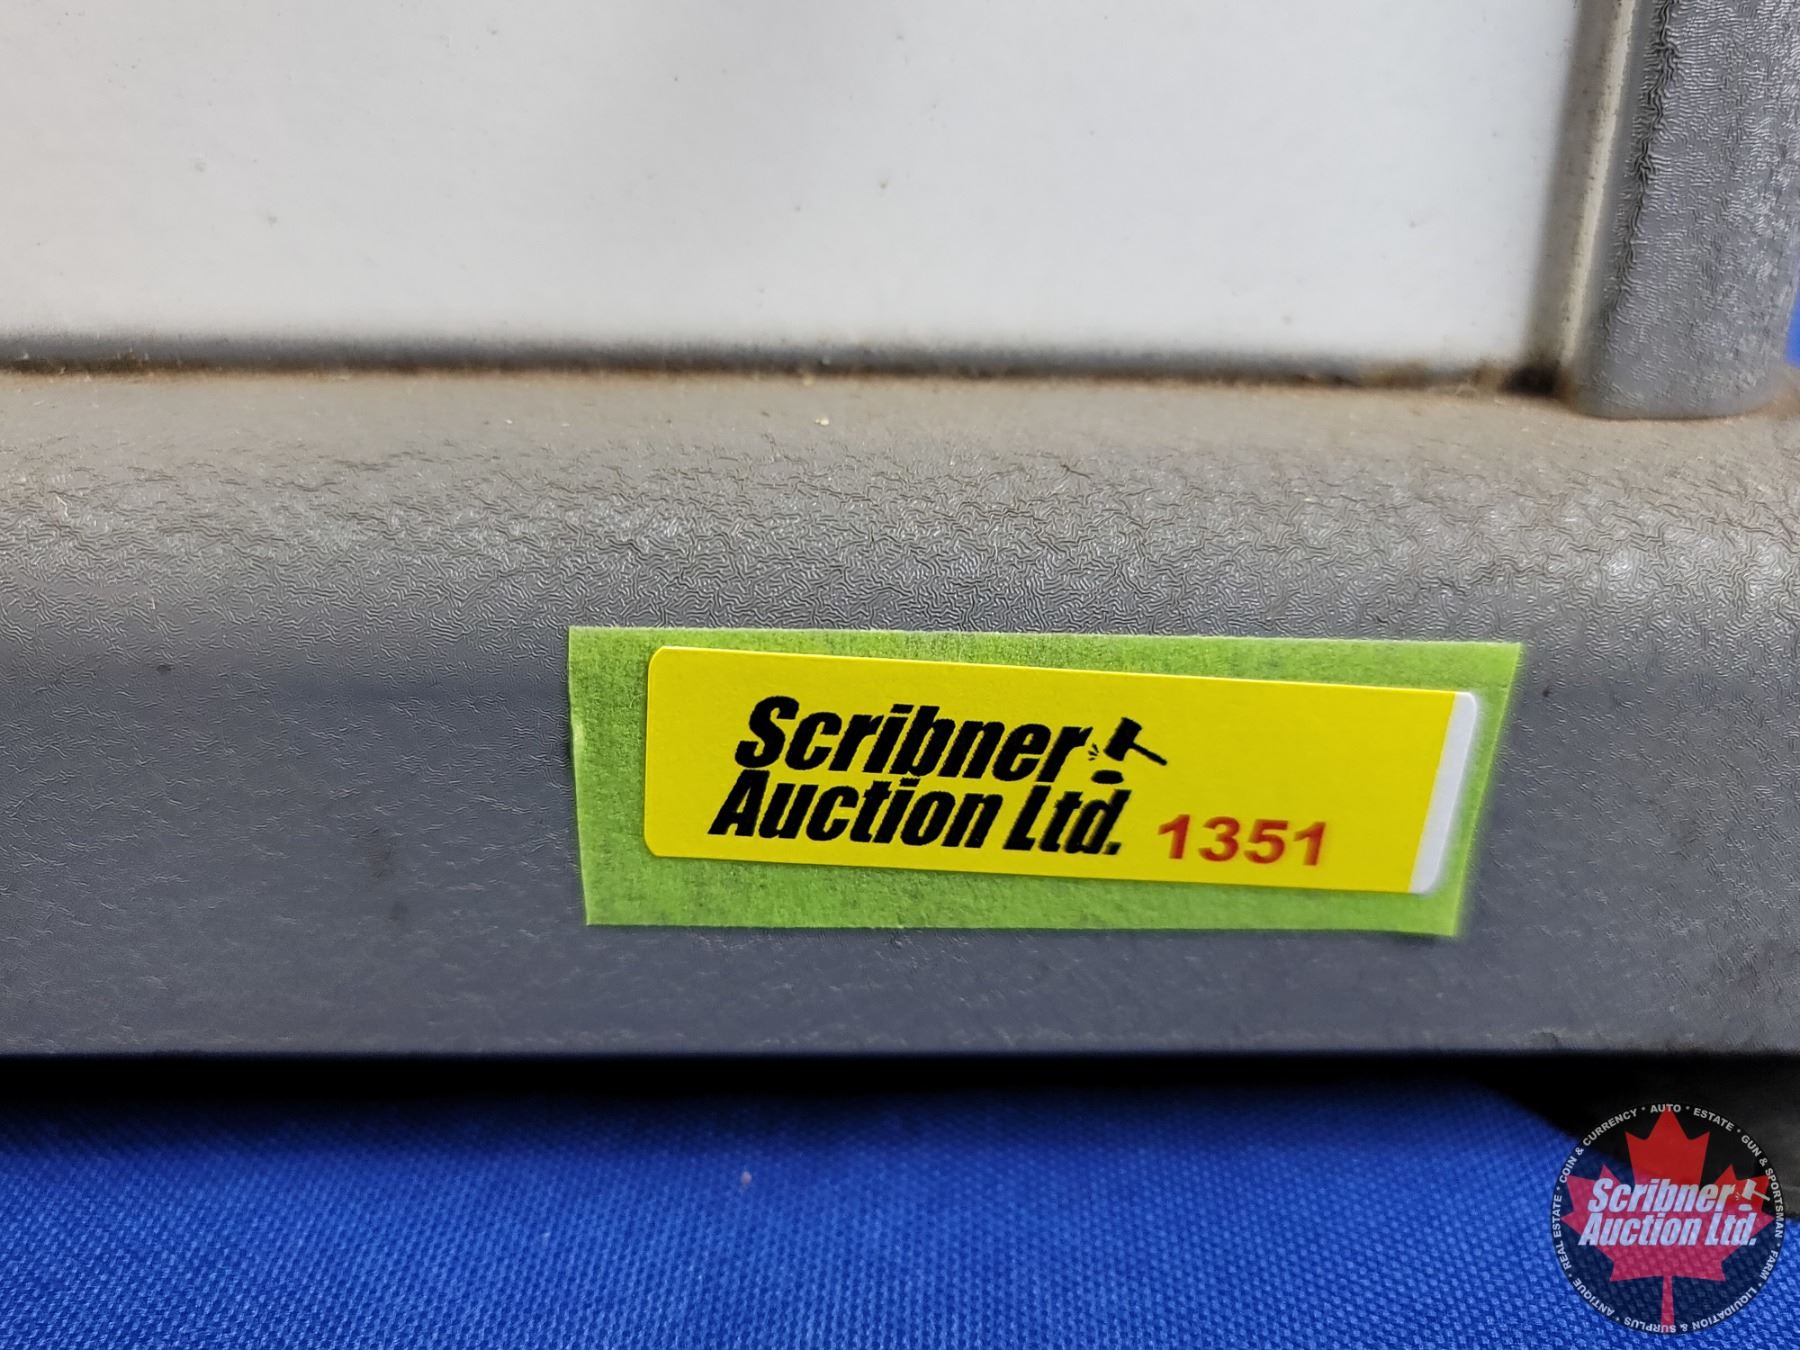 Scribner
Auction Ltd. 1351
COIN & CURRENCY * AUTO * ESTATE * GUN & SPORTSMAN * FARM * LIQUIDATION & SURPLUS * ANTIQUE * REAL ESTATE *
Scribner
Auction Ltd.